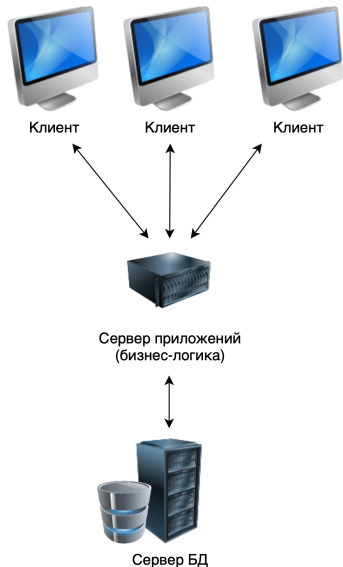 Клиент Клиент Клиент
Сервер приложений
(бизнес-логика)
Сервер БД